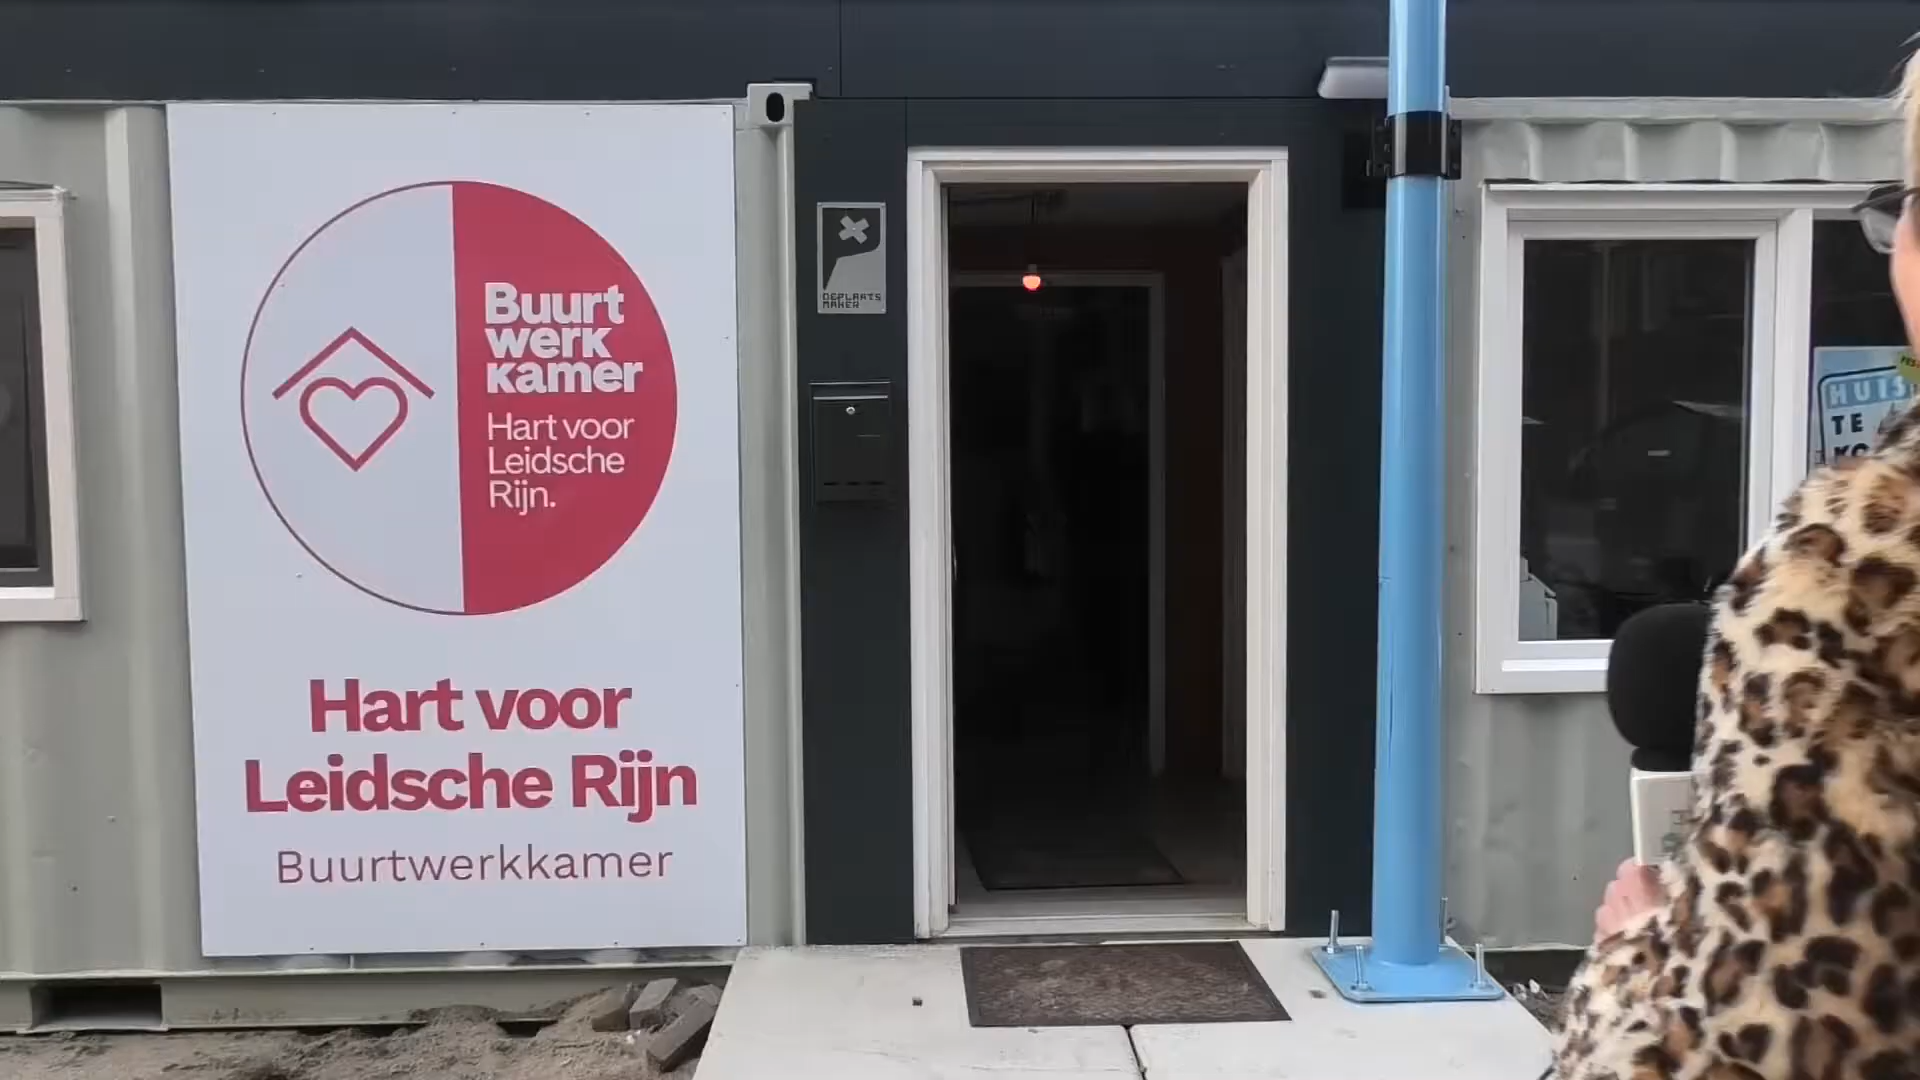 Buurt
werk
kamer
Hart voor
Leidsche
Rijn.
Hart voor
Leidsche Rijn
Buurtwerkkamer
DEPLAATS
MAKER
HUIS
TE